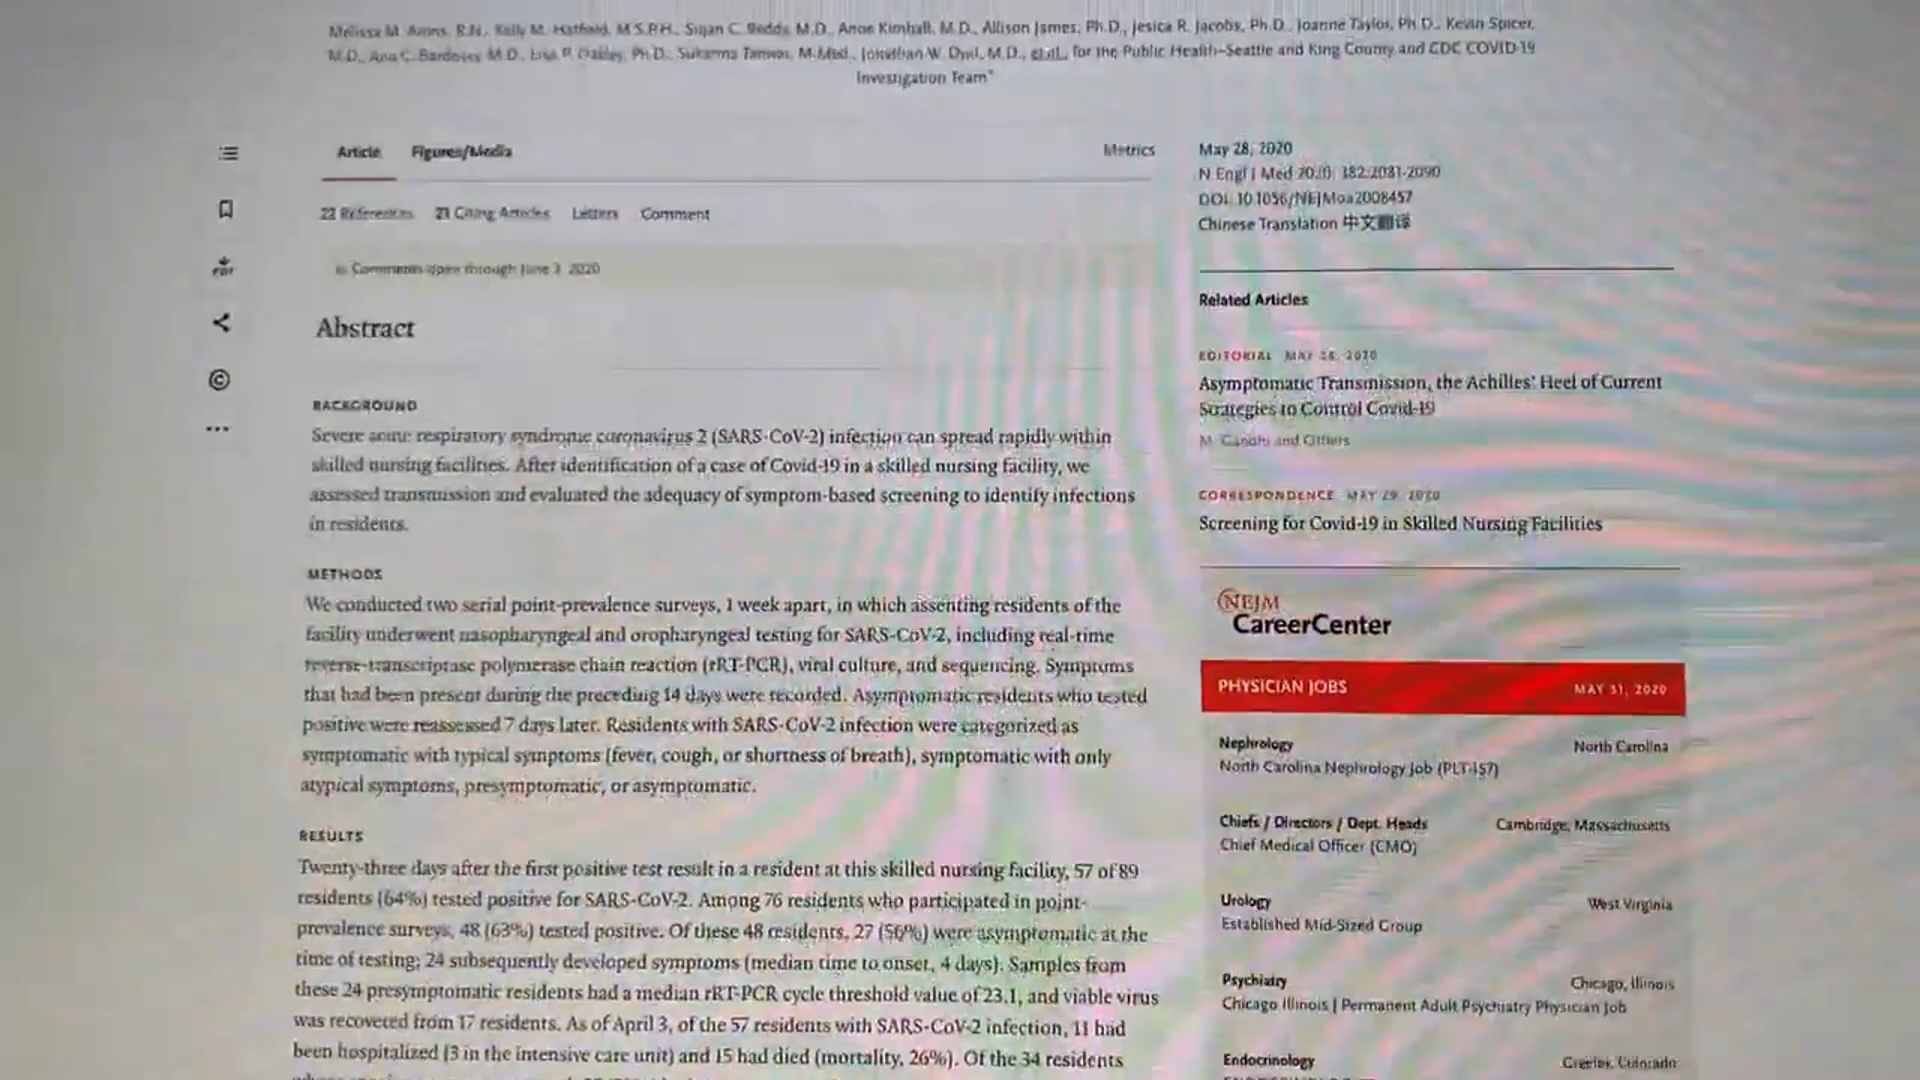 Melissa M. Arons, R.N., Kelly M. Hatfield, M.S.P.H., Sujan C. Reddy, M.D., Anne Kimball, M.D., Allison James, Ph.D., Jesica R. Jacobs, Ph.D., Joanne Taylor, Ph.D., Kevin Spicer,
M.D., Ana C. Bardossy, M.D., Lisa P. Oakley, Ph.D., Sukarma Tanwar, M.Med., Jonathan W. Dyal, M.D., et al., for the Public Health–Seattle and King County and CDC COVID-19
Investigation Team*
Article Figures/Media
Metrics
22 References 21 Citing Articles Letters Comment
Comments open through June 3, 2020
Abstract
BACKGROUND
Severe acute respiratory syndrome coronavirus 2 (SARS-CoV-2) infection can spread rapidly within
skilled nursing facilities. After identification of a case of Covid-19 in a skilled nursing facility, we
assessed transmission and evaluated the adequacy of symptom-based screening to identify infections
in residents.
METHODS
We conducted two serial point-prevalence surveys, 1 week apart, in which assenting residents of the
facility underwent nasopharyngeal and oropharyngeal testing for SARS-CoV-2, including real-time
reverse-transcriptase polymerase chain reaction (rRT-PCR), viral culture, and sequencing. Symptoms
that had been present during the preceding 14 days were recorded. Asymptomatic residents who tested
positive were reassessed 7 days later. Residents with SARS-CoV-2 infection were categorized as
symptomatic with typical symptoms (fever, cough, or shortness of breath), symptomatic with only
atypical symptoms, presymptomatic, or asymptomatic.
RESULTS
Twenty-three days after the first positive test result in a resident at this skilled nursing facility, 57 of 89
residents (64%) tested positive for SARS-CoV-2. Among 76 residents who participated in point-
prevalence surveys, 48 (63%) tested positive. Of these 48 residents, 27 (56%) were asymptomatic at the
time of testing; 24 subsequently developed symptoms (median time to onset, 4 days). Samples from
these 24 presymptomatic residents had a median rRT-PCR cycle threshold value of 23.1, and viable virus
was recovered from 17 residents. As of April 3, of the 57 residents with SARS-CoV-2 infection, 11 had
been hospitalized (3 in the intensive care unit) and 15 had died (mortality, 26%). Of the 34 residents
May 28, 2020
N Engl J Med 2020; 382:2081-2090
DOI: 10.1056/NEJMoa2008457
Chinese Translation 中文翻译
Related Articles
EDITORIAL MAY 28, 2020
Asymptomatic Transmission, the Achilles' Heel of Current
Strategies to Control Covid-19
M. Gandhi and Others
CORRESPONDENCE MAY 29, 2020
Screening for Covid-19 in Skilled Nursing Facilities
NEJM
CareerCenter
PHYSICIAN JOBS MAY 31, 2020
Nephrology North Carolina
North Carolina Nephrology Job (PLT-157)
Chiefs / Directors / Dept. Heads Cambridge, Massachusetts
Chief Medical Officer (CMO)
Urology West Virginia
Established Mid-Sized Group
Psychiatry Chicago, Illinois
Chicago Illinois | Permanent Adult Psychiatry Physician Job
Endocrinology Greeley, Colorado